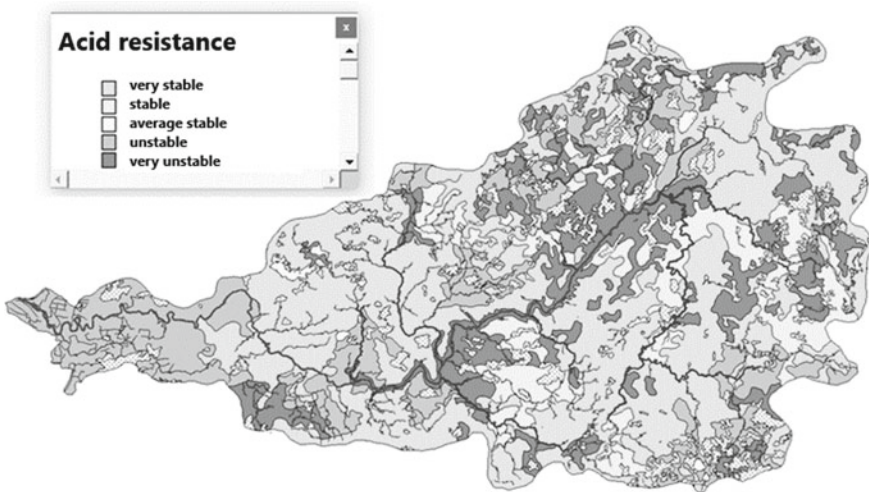 Acid resistance
very stable
stable
average stable
unstable
very unstable